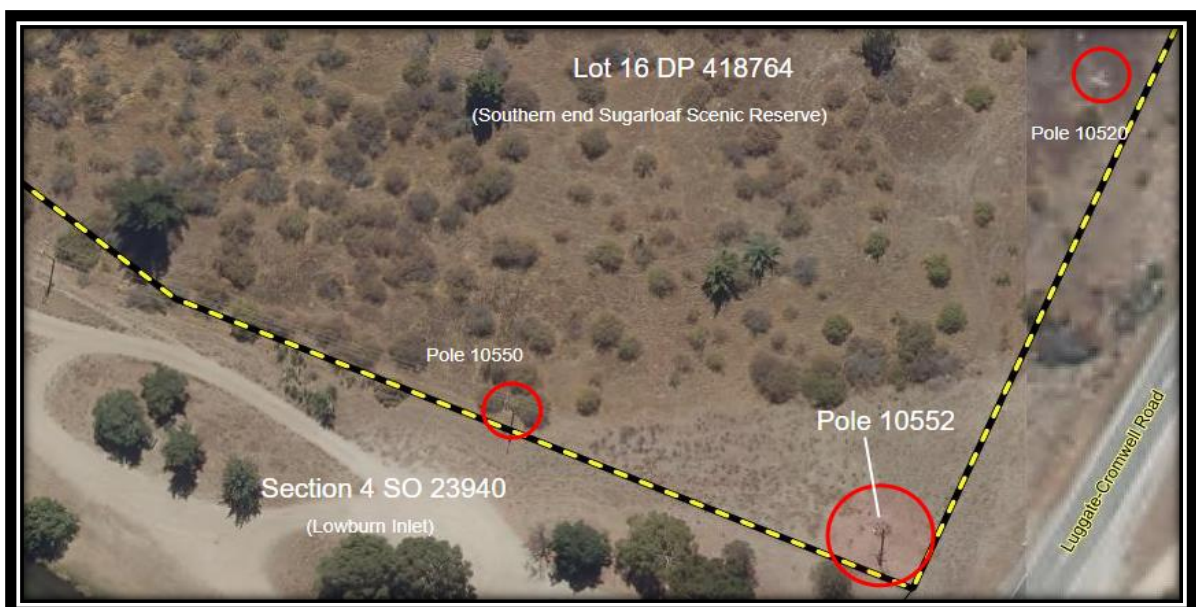 Lot 16 DP 418764
(Southern end Sugarloaf Scenic Reserve)
Pole 10520
Pole 10550
Pole 10552
Section 4 SO 23940
(Lowburn Inlet)
Luggate-Cromwell Road